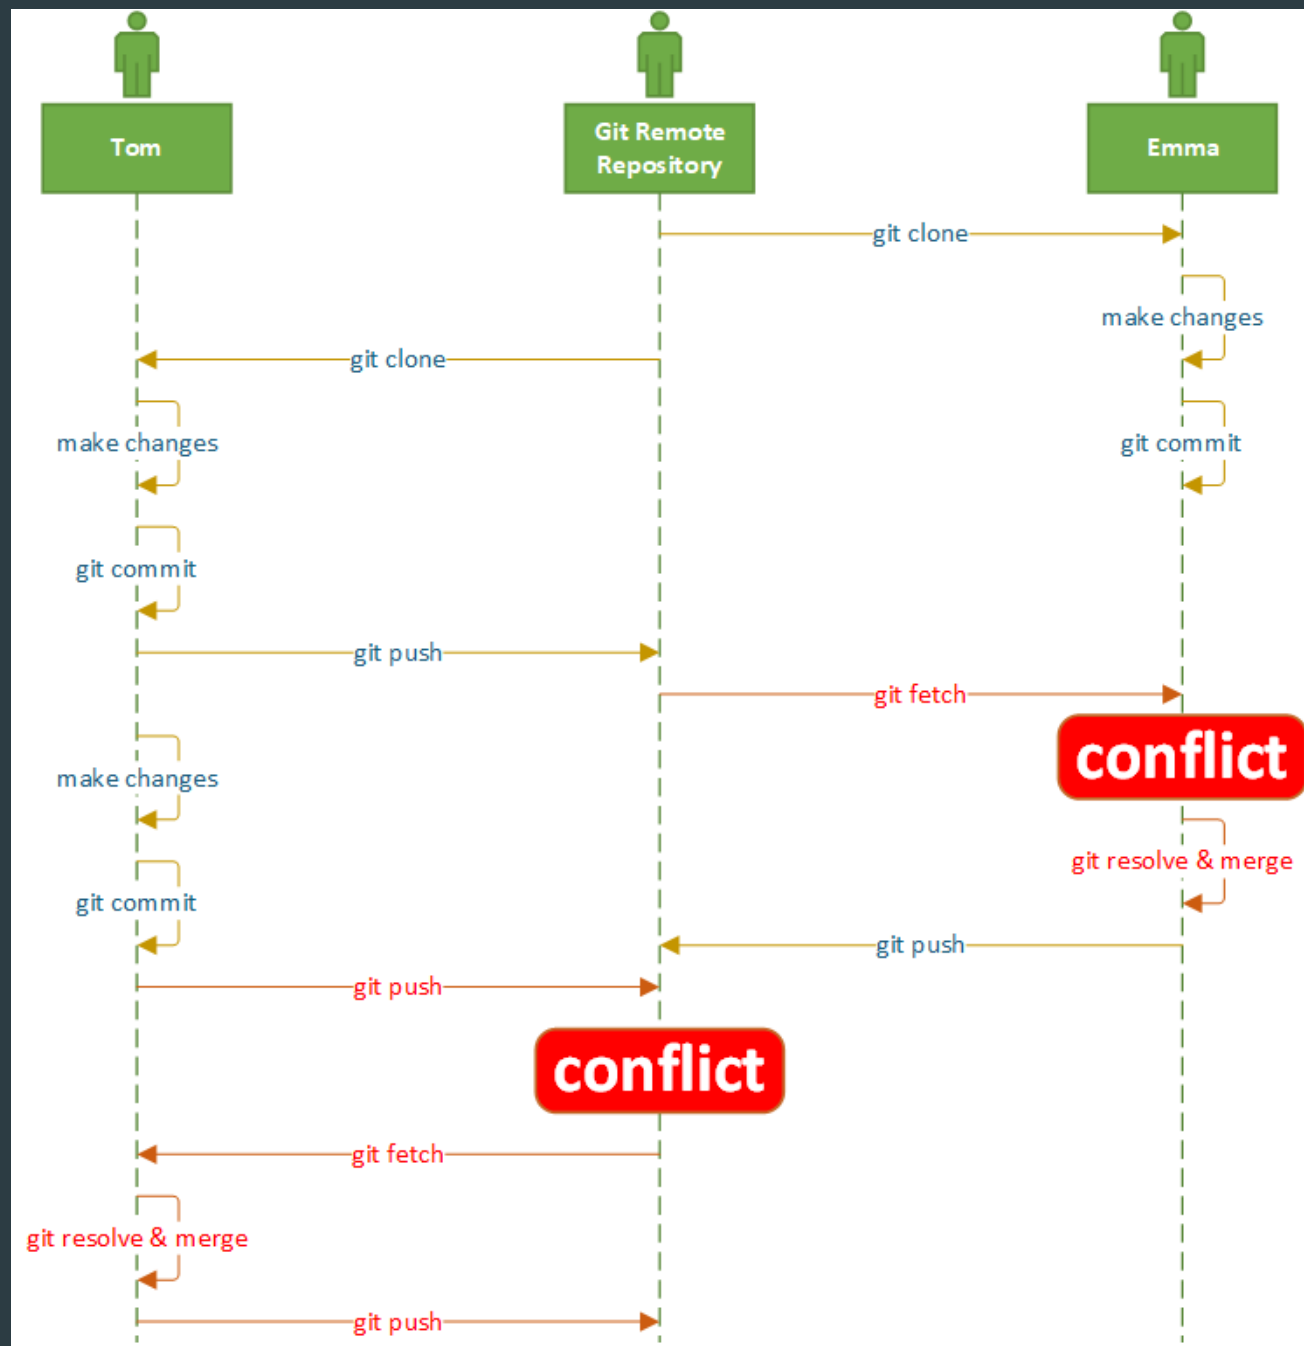 Tom
Git Remote
Repository
Emma
git clone
make changes
git clone
make changes
git commit
git commit
git push
git fetch
conflict
make changes
git resolve & merge
git commit
git push
git push
conflict
git fetch
git resolve & merge
git push